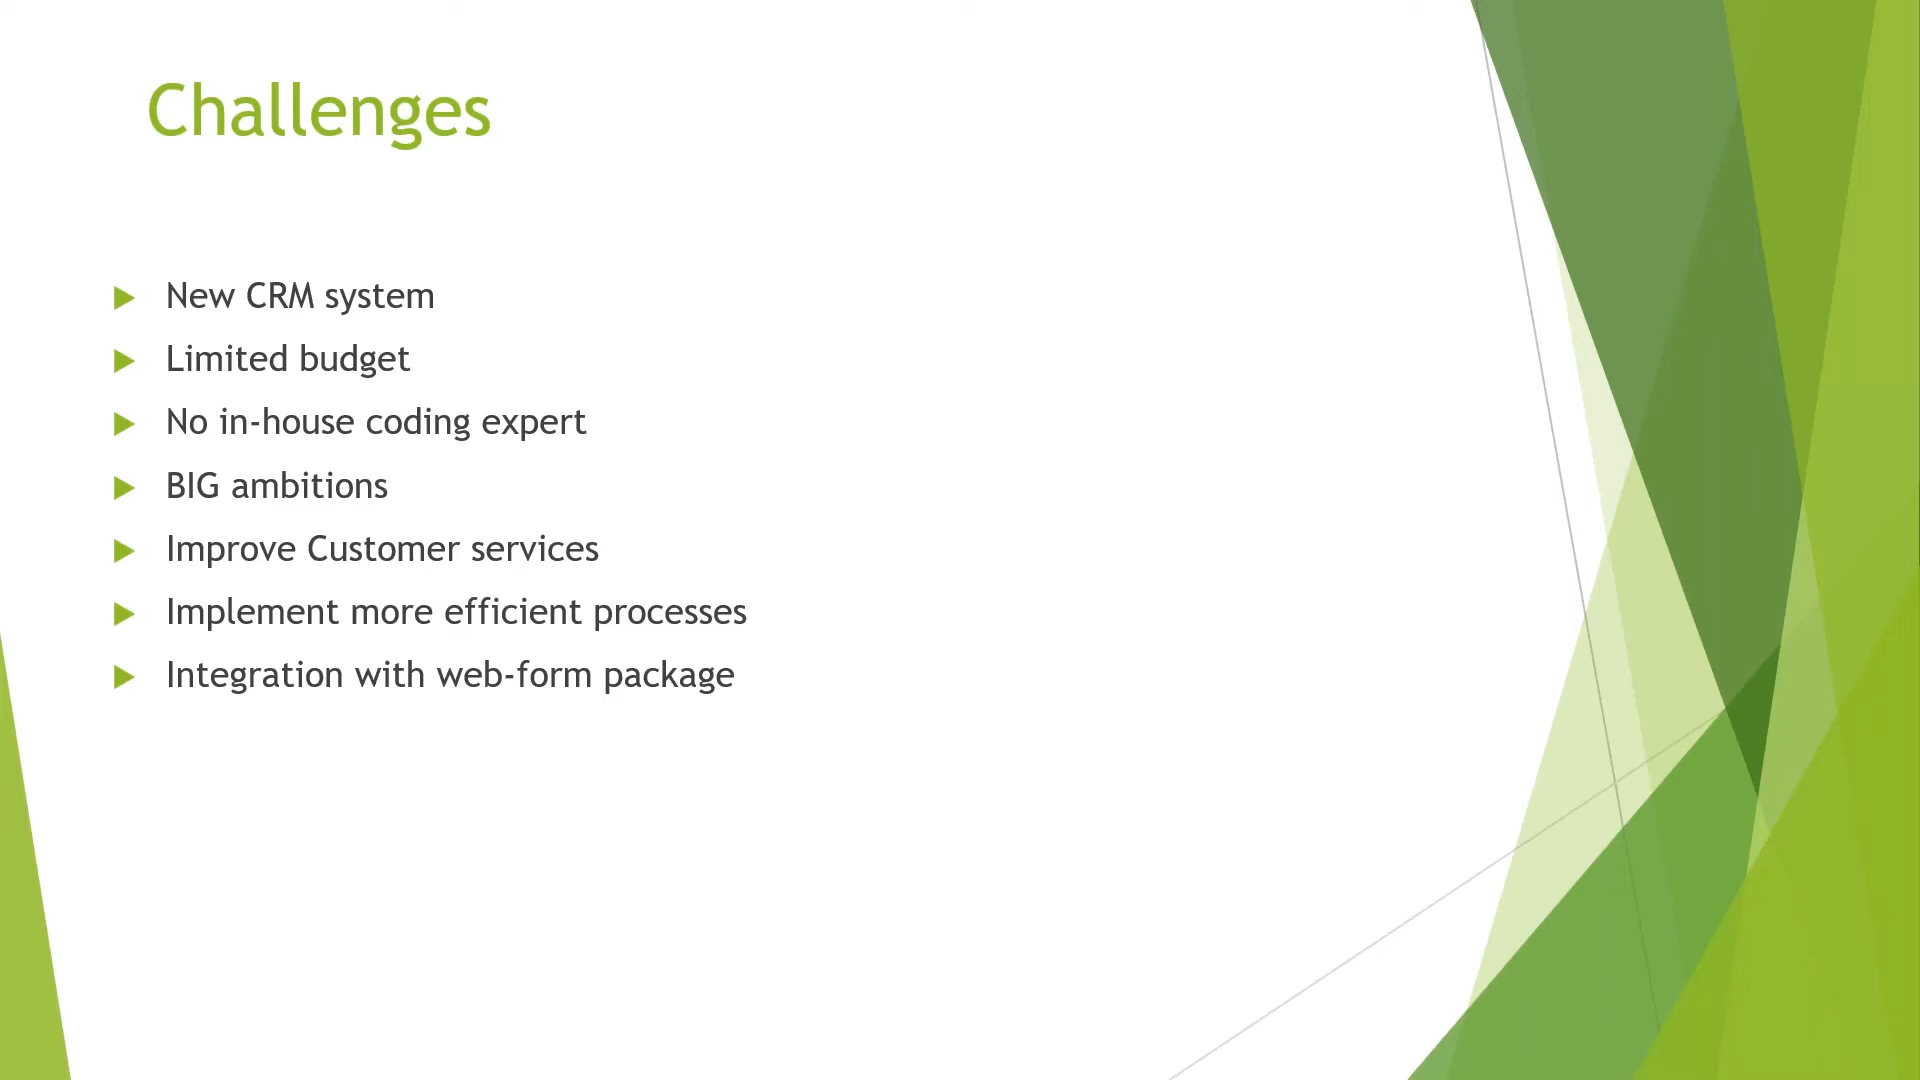 Challenges
New CRM system
Limited budget
No in-house coding expert
BIG ambitions
Improve Customer services
Implement more efficient processes
Integration with web-form package